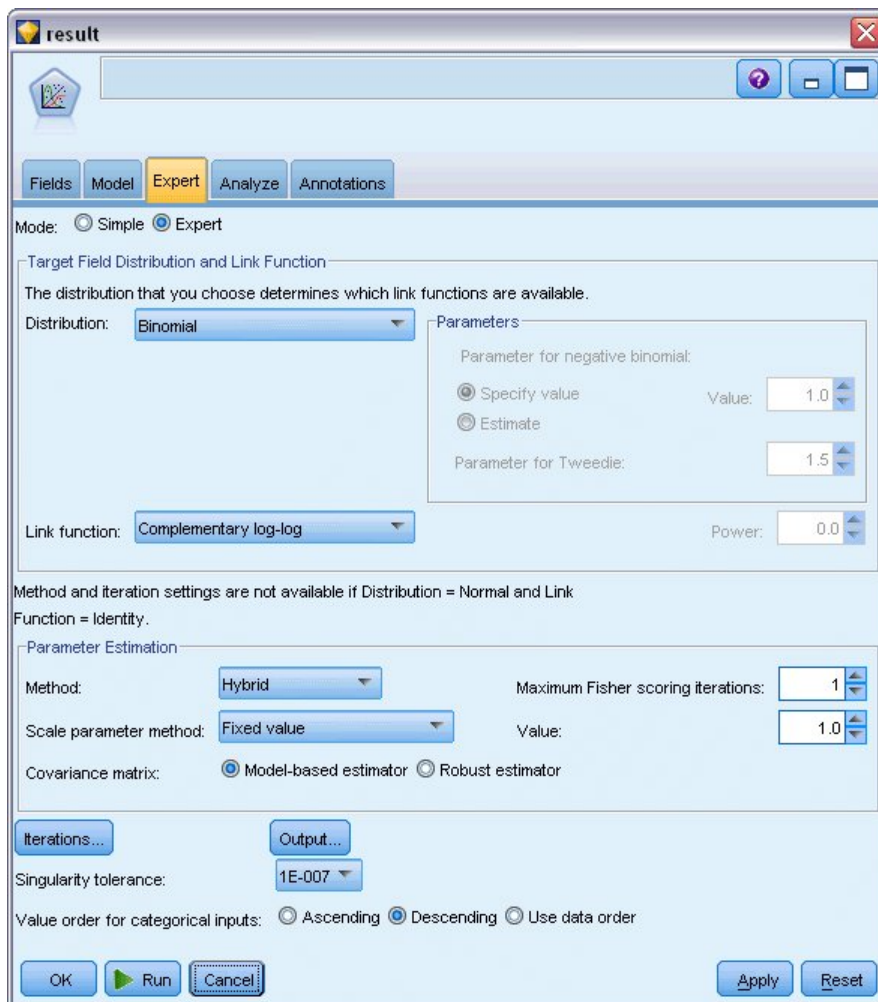 result
Fields Model Expert Analyze Annotations
Mode: Simple Expert
Target Field Distribution and Link Function
The distribution that you choose determines which link functions are available.
Distribution: Binomial
Parameters
Parameter for negative binomial:
Specify value Value: 1.0
Estimate
Parameter for Tweedie: 1.5
Link function: Complementary log-log Power: 0.0
Method and iteration settings are not available if Distribution = Normal and Link
Function = Identity.
Parameter Estimation
Method: Hybrid Maximum Fisher scoring iterations: 1
Scale parameter method: Fixed value Value: 1.0
Covariance matrix: Model-based estimator Robust estimator
Iterations... Output...
Singularity tolerance: 1E-007
Value order for categorical inputs: Ascending Descending Use data order
OK Run Cancel Apply Reset